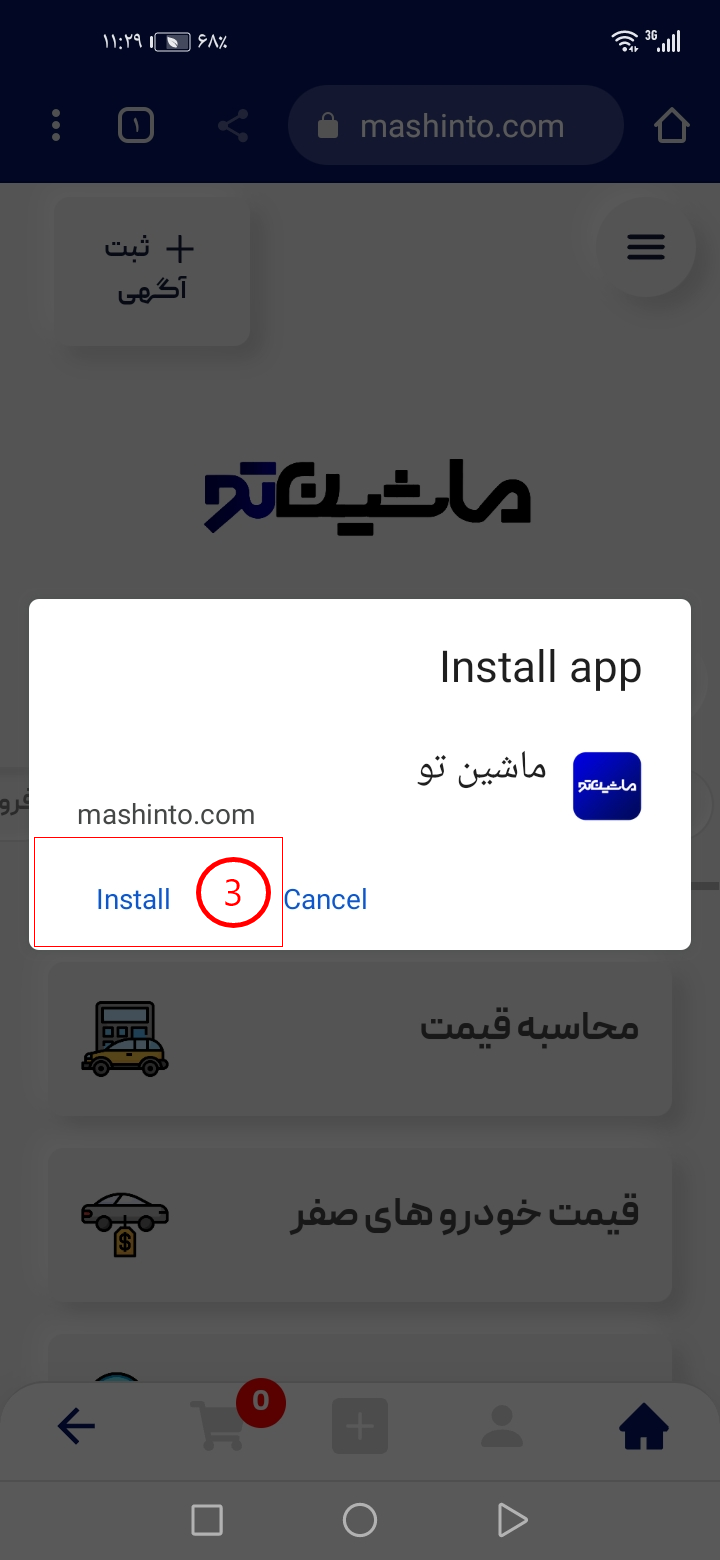 ۱۱:۲۹ ۶۸٪ 3G
۱ mashinto.com
+ ثبت
آگهی
ماشین تو
Install app
ماشین تو
ماشین تو
mashinto.com
Install 3 Cancel
محاسبه قیمت
قیمت خودرو های صفر
$
0